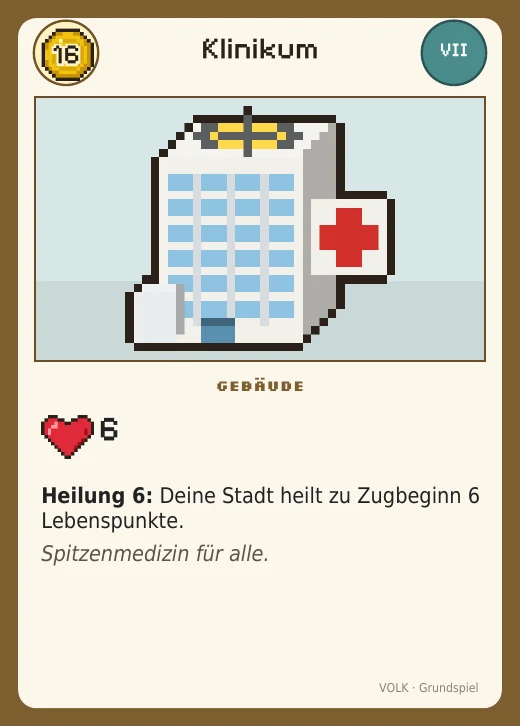 16
Klinikum
VII
GEBÄUDE
6
Heilung 6: Deine Stadt heilt zu Zugbeginn 6
Lebenspunkte.
Spitzenmedizin für alle.
VOLK · Grundspiel